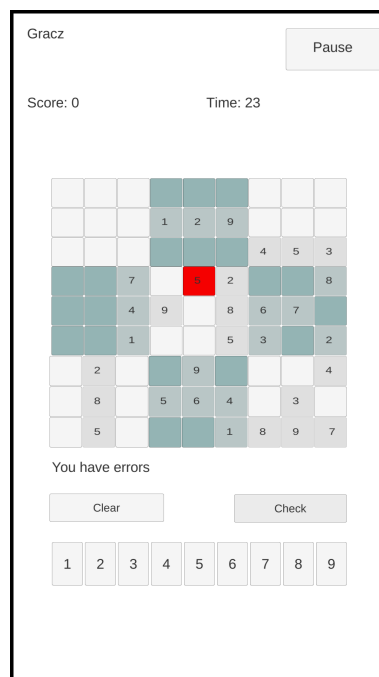 Gracz
Pause
Score: 0 Time: 23
1 2 9
4 5 3
7 2 8
4 9 8 6 7
1 5 3 2
2 9 4
8 5 6 4 3
5 1 8 9 7
You have errors
Clear Check
1 2 3 4 5 6 7 8 9